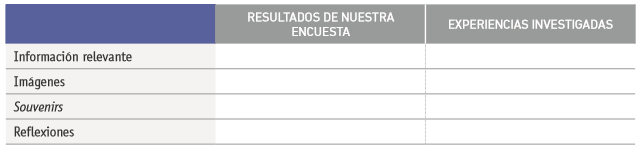 RESULTADOS DE NUESTRA
ENCUESTA
EXPERIENCIAS INVESTIGADAS
Información relevante
Imágenes
Souvenirs
Reflexiones